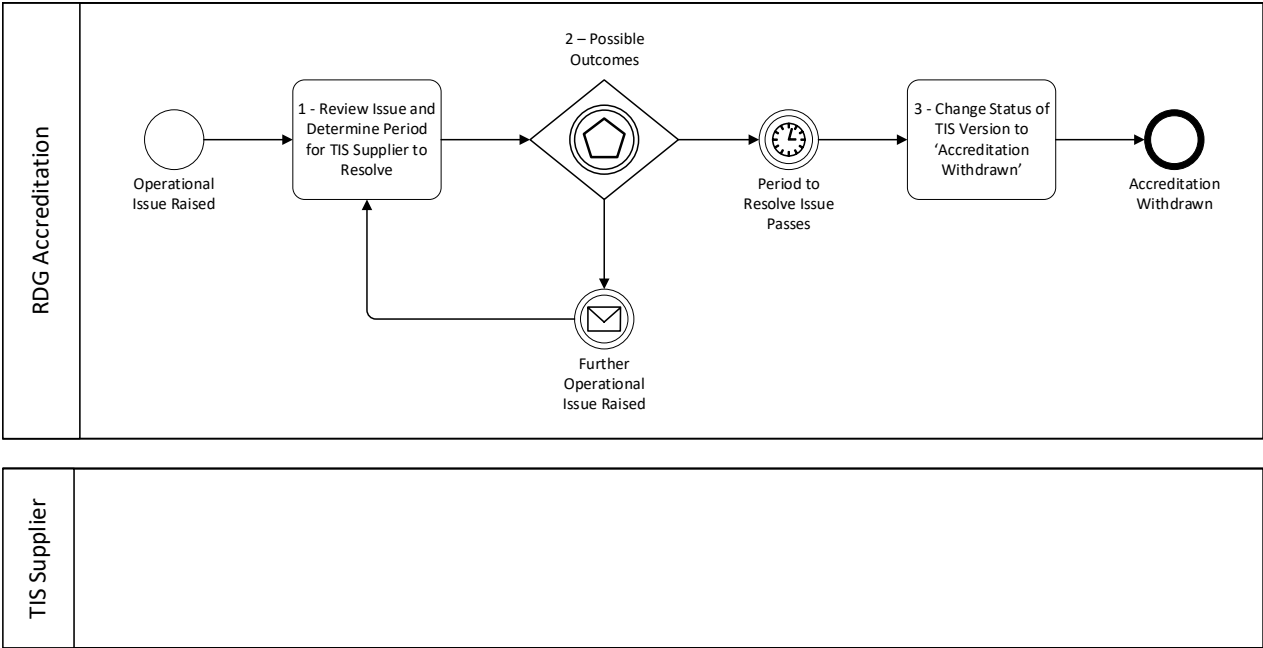 RDG Accreditation
Operational
Issue Raised
1 - Review Issue and
Determine Period
for TIS Supplier to
Resolve
2 – Possible
Outcomes
Further
Operational
Issue Raised
Period to
Resolve Issue
Passes
3 - Change Status of
TIS Version to
‘Accreditation
Withdrawn’
Accreditation
Withdrawn
TIS Supplier